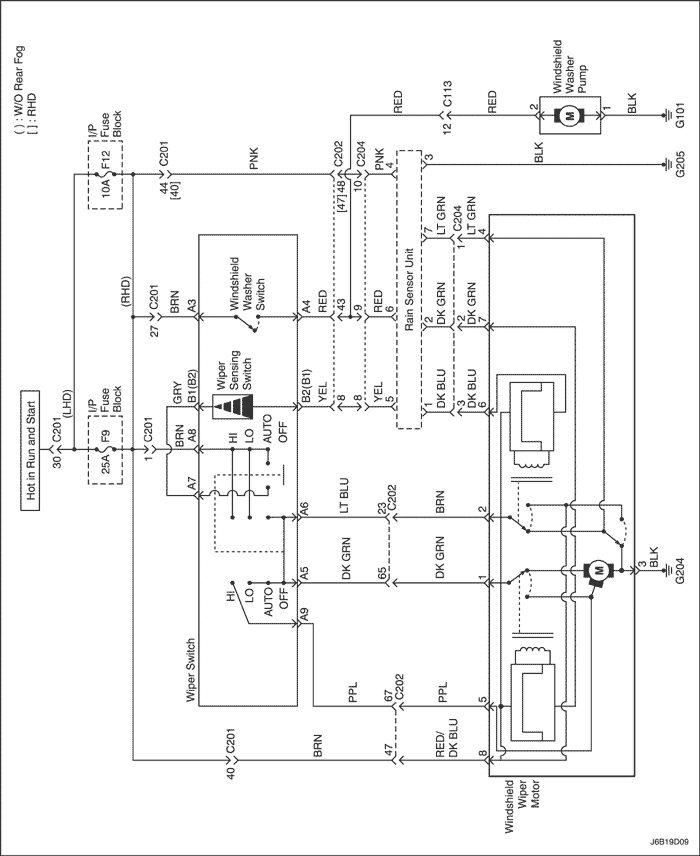 ( ) : W/O Rear Fog
[ ] : RHD
Hot in Run and Start
30
C201
(LHD)
I/P
Fuse
Block
25A
F9
I/P
Fuse
Block
10A
F12
(RHD)
40
C201
1
C201
BRN
27
C201
BRN
44
[40]
C201
PNK
Wiper Switch
A7
A8
GRY
B1(B2)
A3
HI
LO
AUTO
OFF
HI
LO
AUTO
OFF
Wiper
Sensing
Switch
Windshield
Washer
Switch
A9
A5
A6
B2(B1)
A4
BRN
PPL
DK GRN
LT BLU
YEL
RED
8
43
[47] 48
C202
8
9
10
C204
YEL
RED
PNK
5
6
4
Rain Sensor Unit
1
2
7
3
47
67
C202
65
23
C202
RED/
DK BLU
PPL
DK GRN
BRN
DK BLU
DK GRN
LT GRN
3
2
1
C204
DK BLU
DK GRN
LT GRN
8
5
1
2
6
7
4
Windshield
Wiper
Motor
M
3
BLK
G204
BLK
G205
RED
12
C113
RED
2
Windshield
Washer
Pump
M
1
BLK
G101
J6B19D09